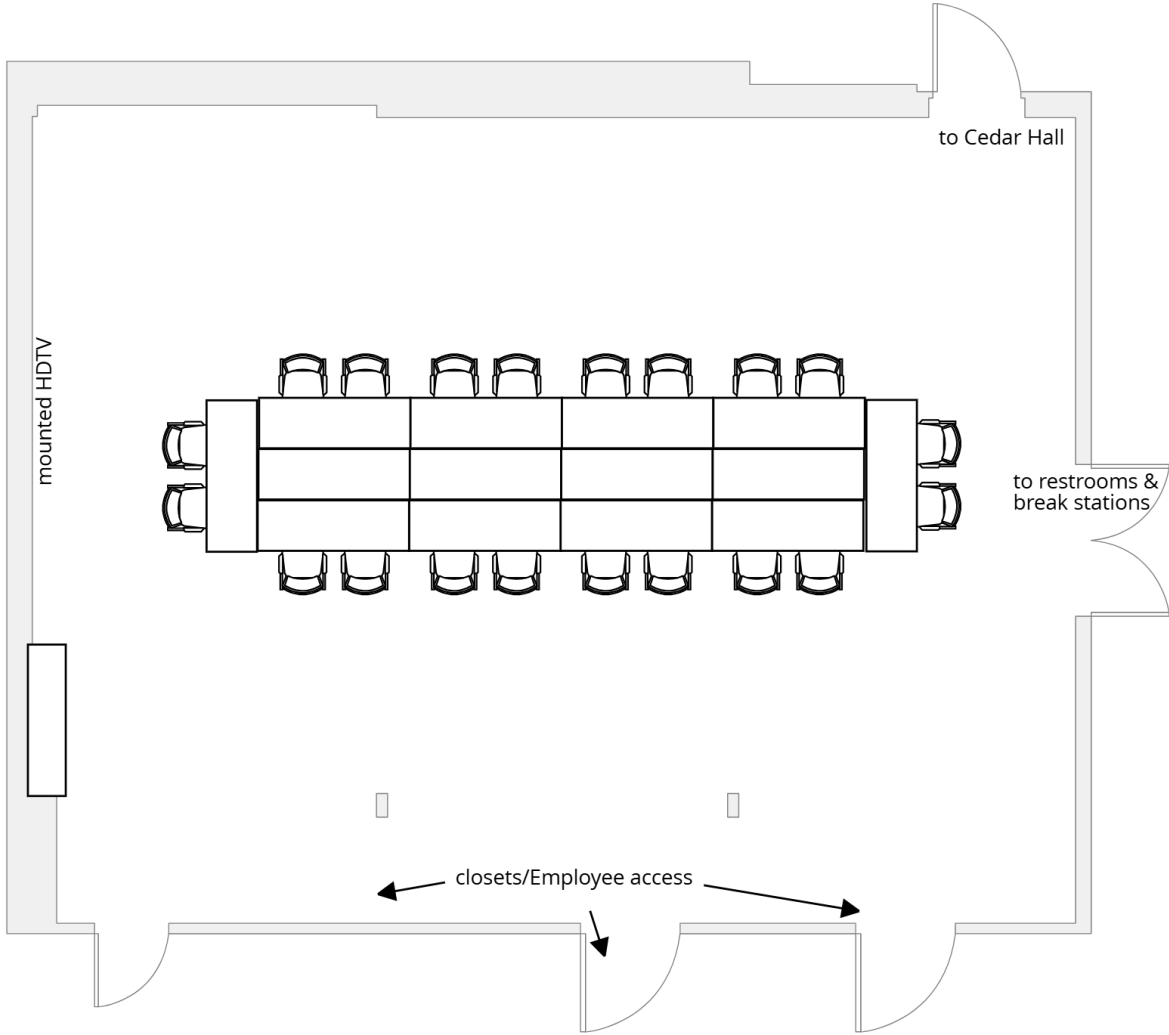 to Cedar Hall
mounted HDTV
to restrooms &
break stations
closets/Employee access